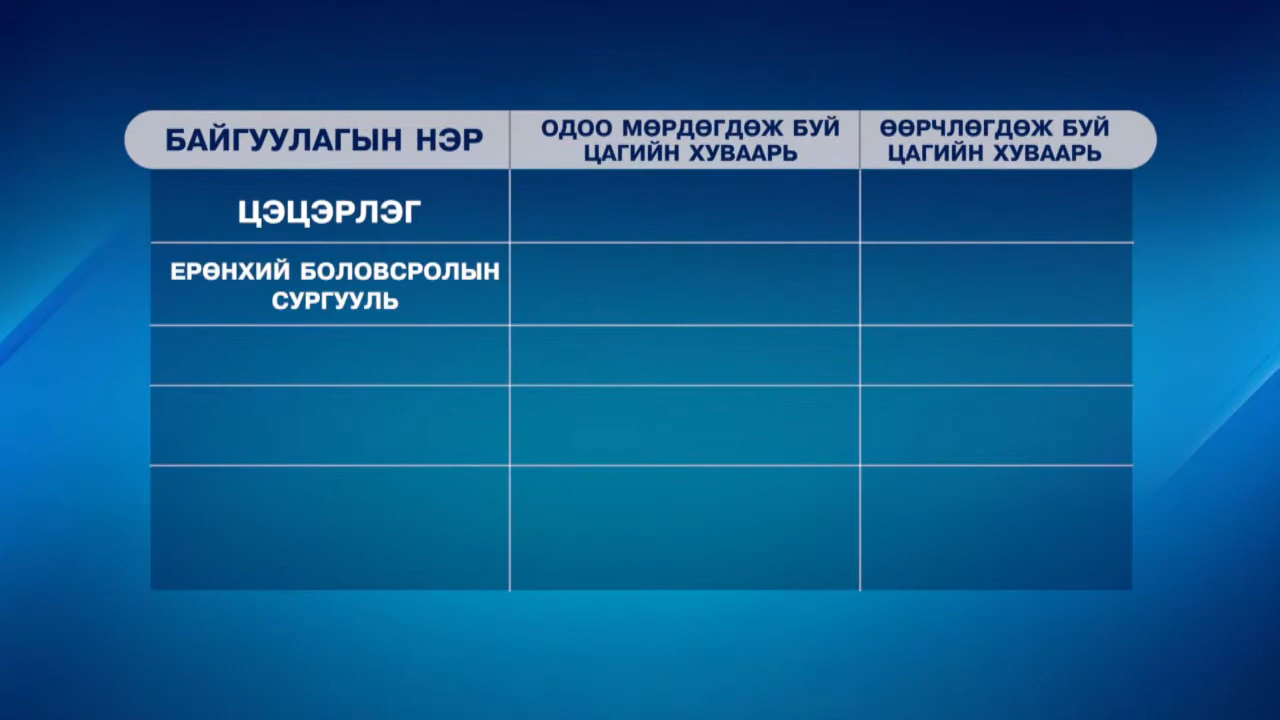 БАЙГУУЛАГЫН НЭР
ОДОО МӨРДӨГДӨЖ БУЙ
ЦАГИЙН ХУВААРЬ
ӨӨРЧЛӨГДӨЖ БУЙ
ЦАГИЙН ХУВААРЬ
ЦЭЦЭРЛЭГ
ЕРӨНХИЙ БОЛОВСРОЛЫН
СУРГУУЛЬ